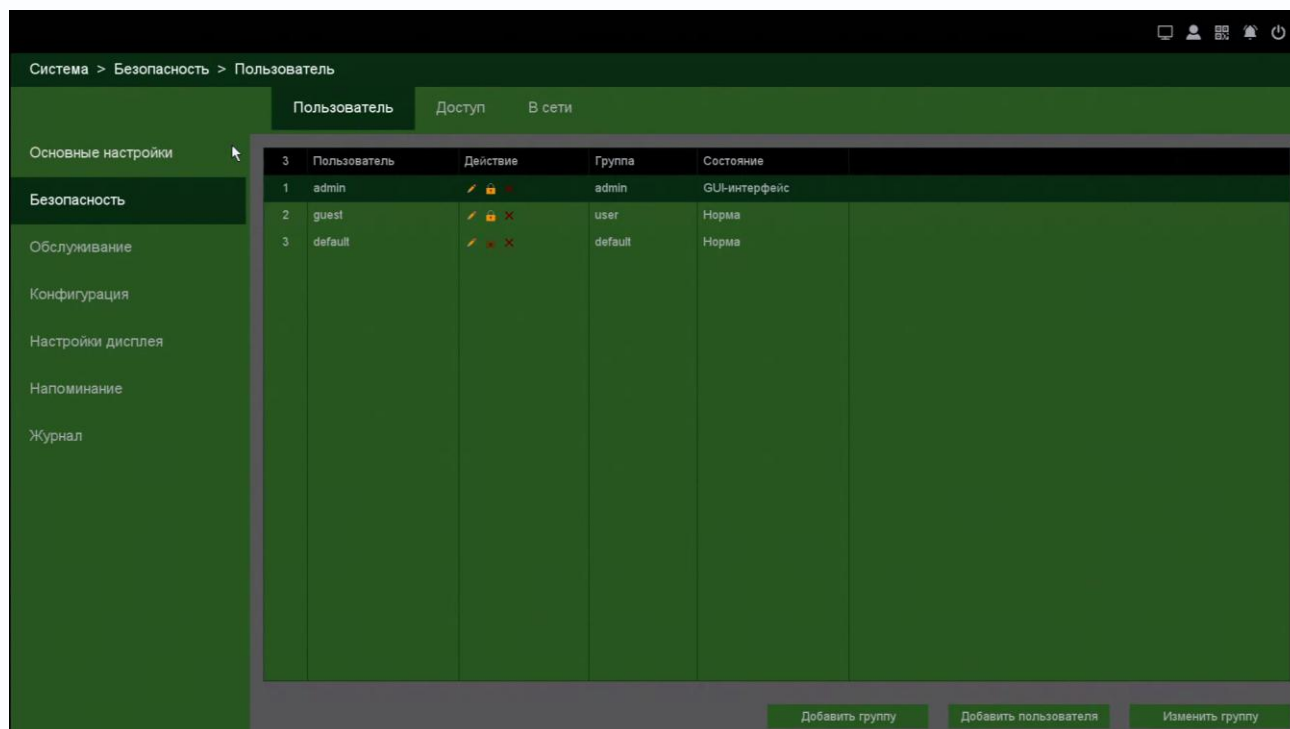 Система > Безопасность > Пользователь
Пользователь Доступ В сети
Основные настройки
Безопасность
Обслуживание
Конфигурация
Настройки дисплея
Напоминание
Журнал
3 Пользователь Действие Группа Состояние
1 admin admin GUI-интерфейс
2 guest user Норма
3 default default Норма
Добавить группу Добавить пользователя Изменить группу